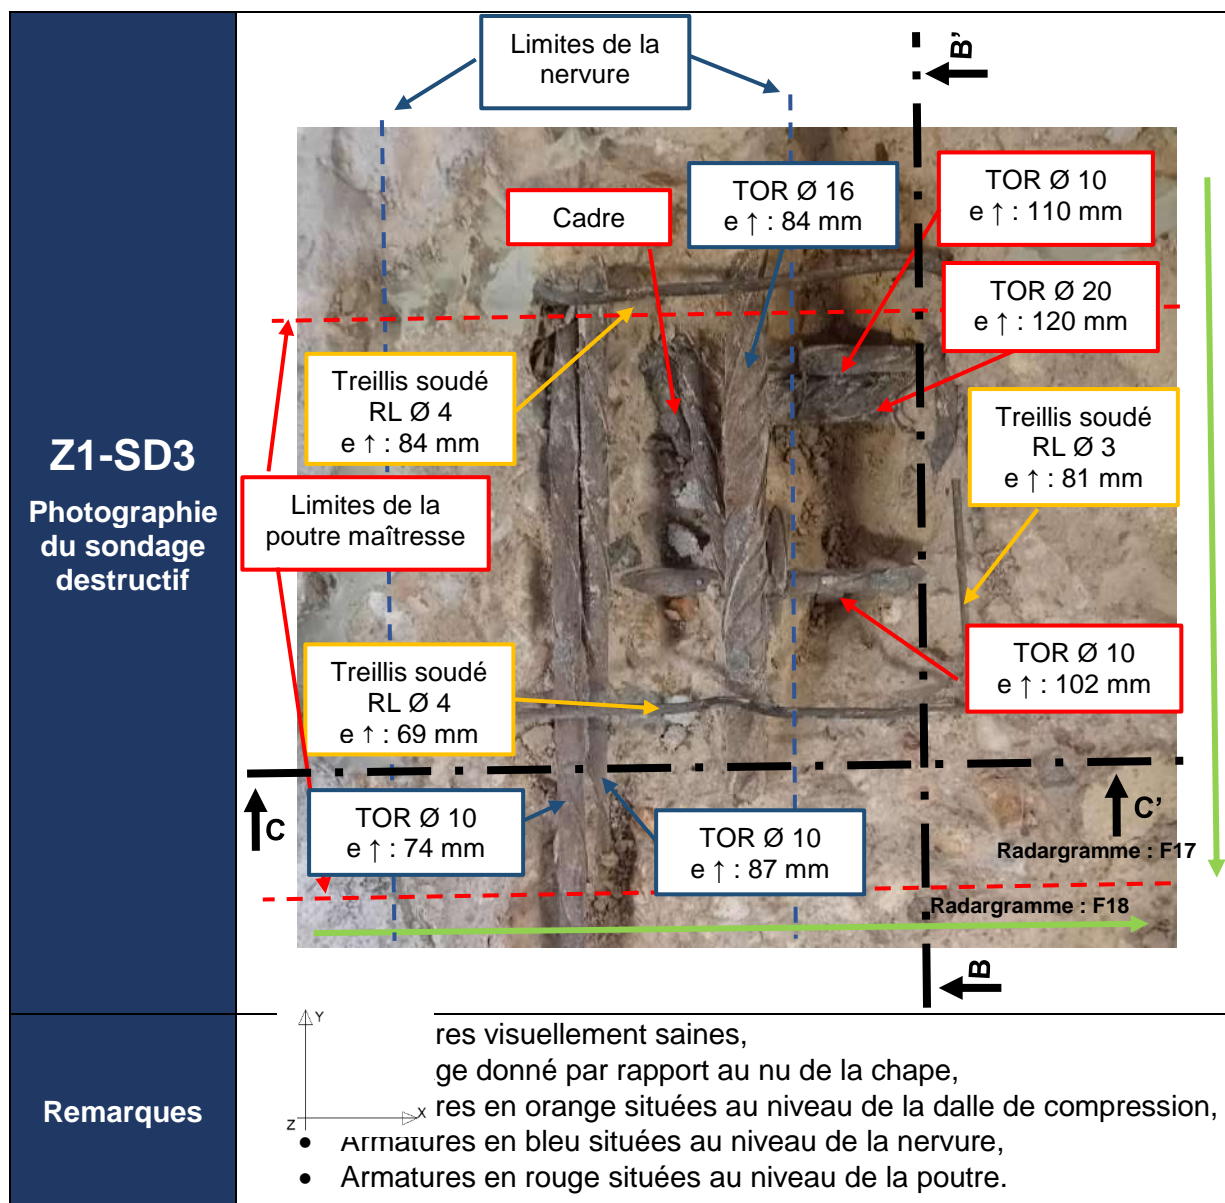 Z1-SD3
Photographie
du sondage
destructif
Limites de la
nervure
B'
Cadre
TOR Ø 16
e ↑ : 84 mm
TOR Ø 10
e ↑ : 110 mm
TOR Ø 20
e ↑ : 120 mm
Treillis soudé
RL Ø 4
e ↑ : 84 mm
Treillis soudé
RL Ø 3
e ↑ : 81 mm
Limites de la
poutre maîtresse
TOR Ø 10
e ↑ : 102 mm
Treillis soudé
RL Ø 4
e ↑ : 69 mm
C
C'
TOR Ø 10
e ↑ : 74 mm
TOR Ø 10
e ↑ : 87 mm
Radargramme : F17
Radargramme : F18
B
Remarques
Y
X
Z
res visuellement saines,
ge donné par rapport au nu de la chape,
res en orange situées au niveau de la dalle de compression,
• Armatures en bleu situées au niveau de la nervure,
• Armatures en rouge situées au niveau de la poutre.